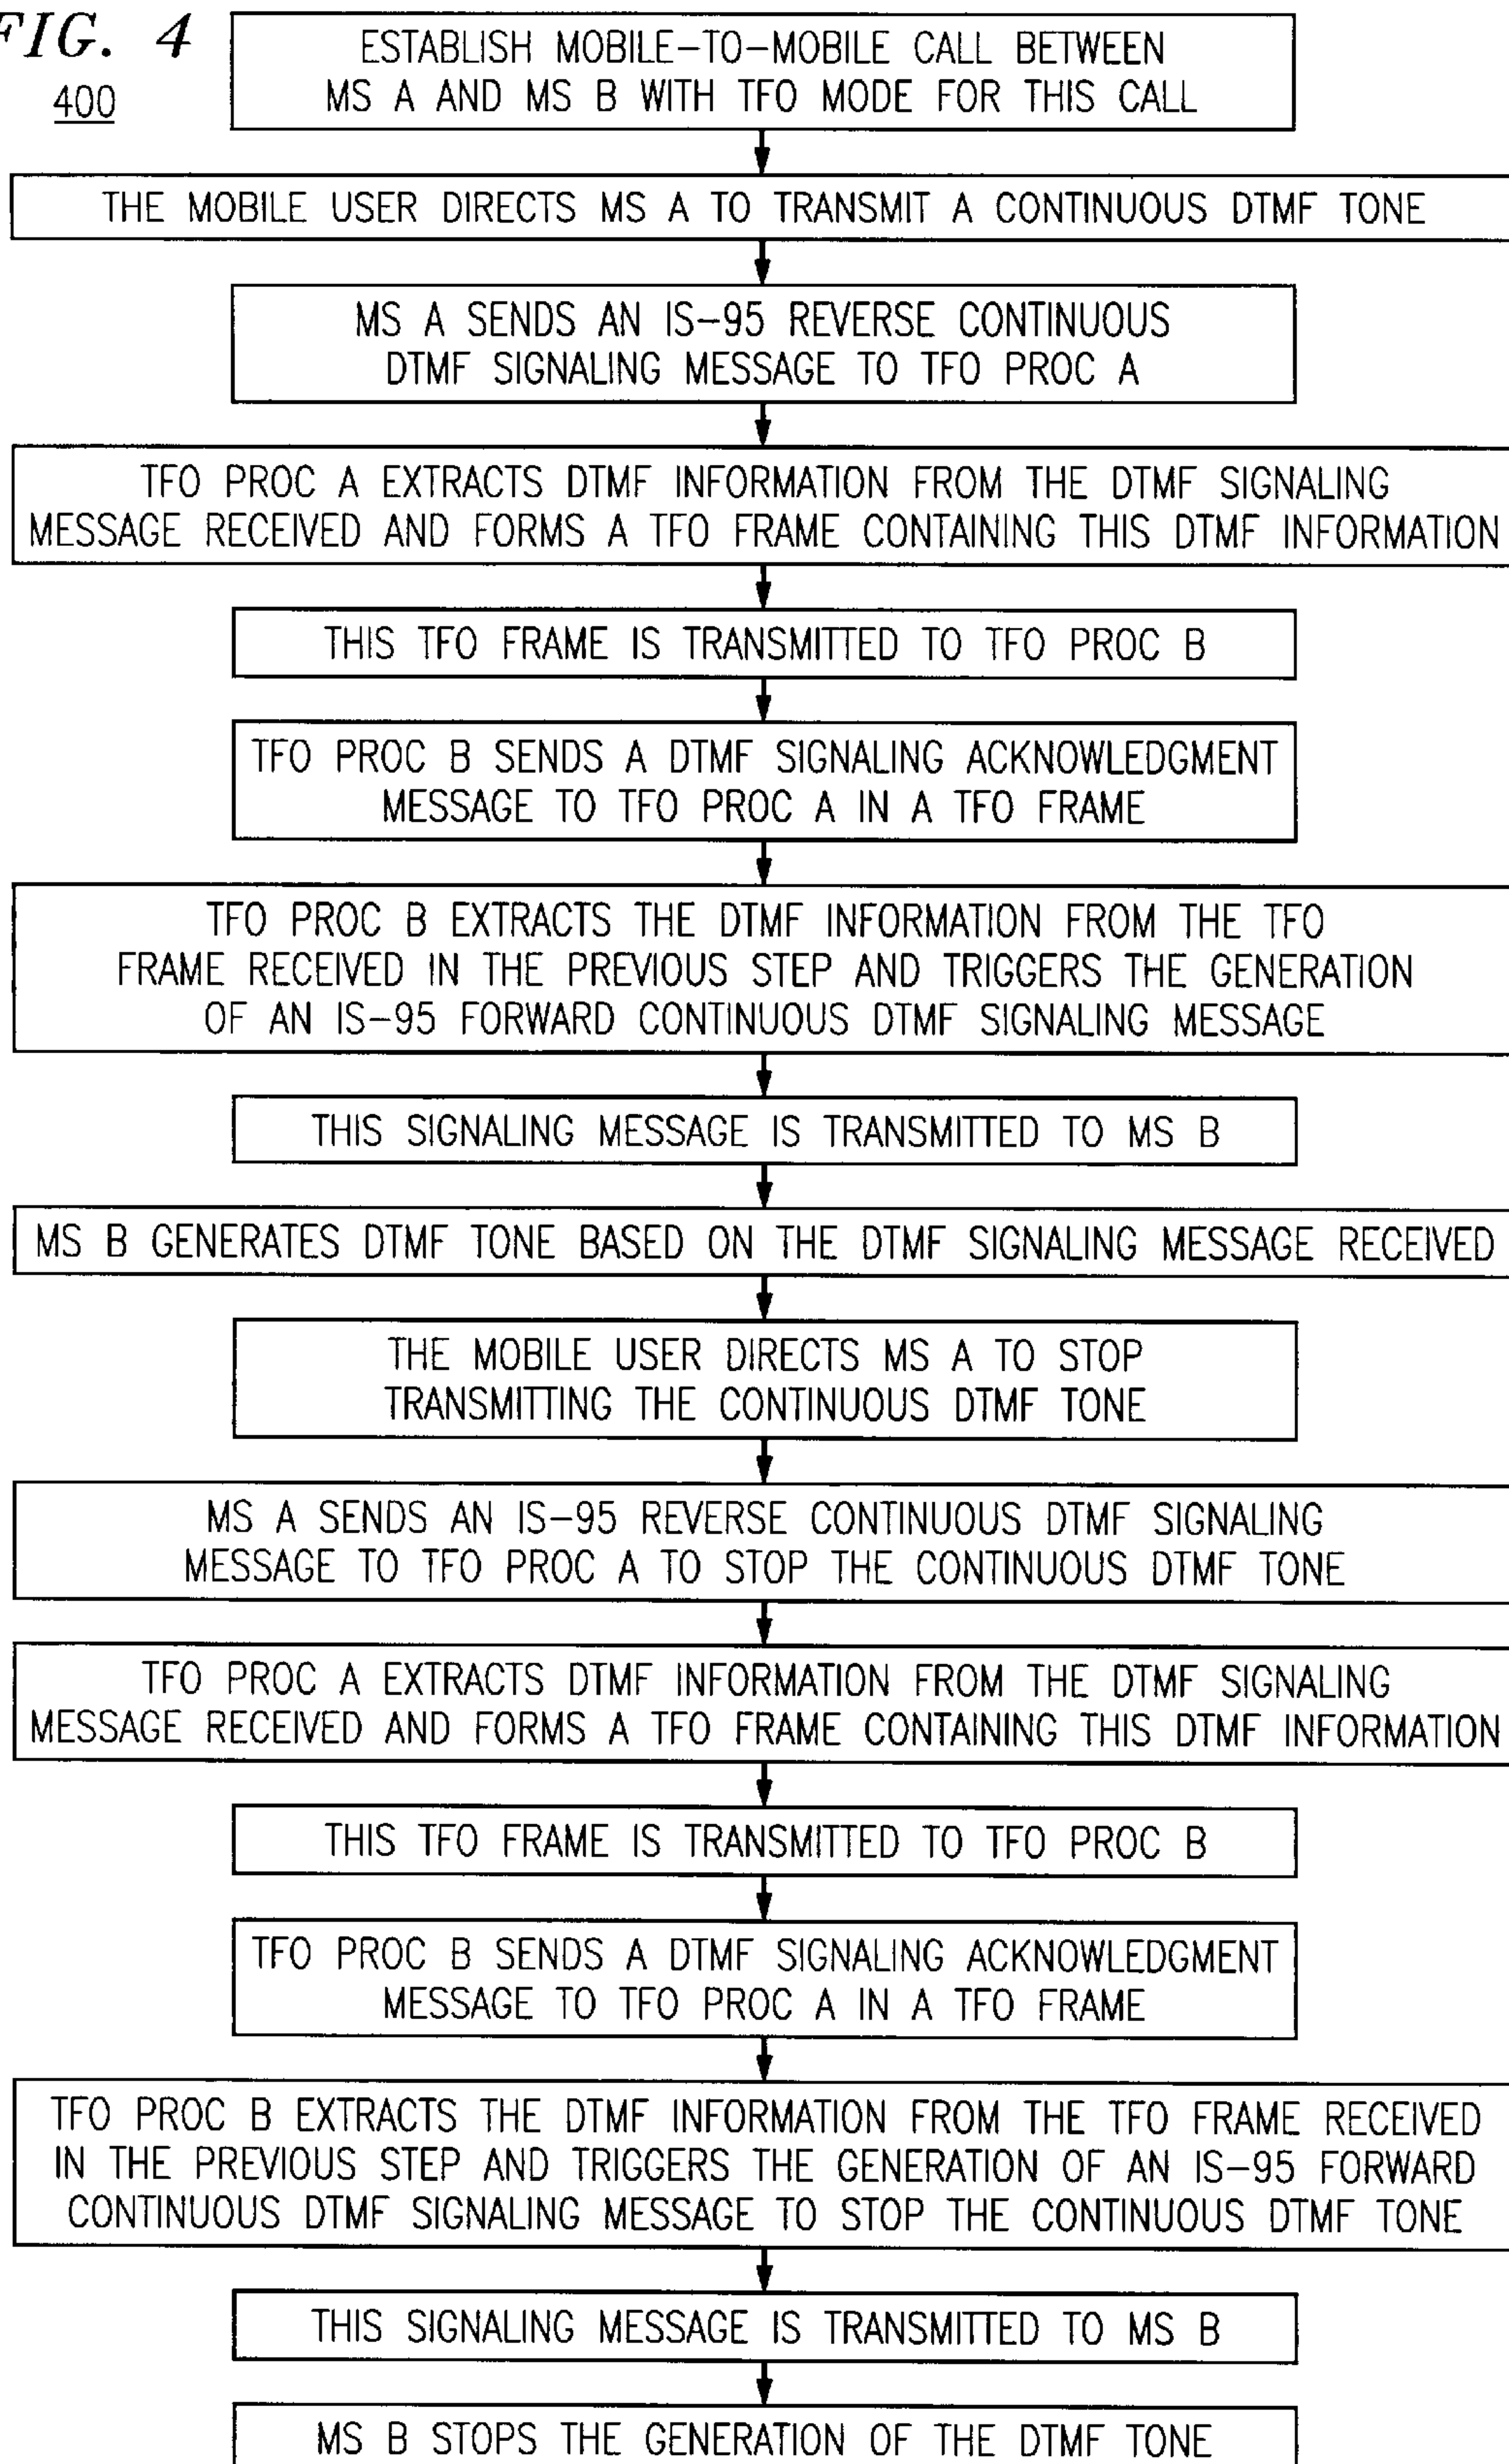 FIG. 4
400
ESTABLISH MOBILE-TO-MOBILE CALL BETWEEN
MS A AND MS B WITH TFO MODE FOR THIS CALL
THE MOBILE USER DIRECTS MS A TO TRANSMIT A CONTINUOUS DTMF TONE
MS A SENDS AN IS-95 REVERSE CONTINUOUS
DTMF SIGNALING MESSAGE TO TFO PROC A
TFO PROC A EXTRACTS DTMF INFORMATION FROM THE DTMF SIGNALING
MESSAGE RECEIVED AND FORMS A TFO FRAME CONTAINING THIS DTMF INFORMATION
THIS TFO FRAME IS TRANSMITTED TO TFO PROC B
TFO PROC B SENDS A DTMF SIGNALING ACKNOWLEDGMENT
MESSAGE TO TFO PROC A IN A TFO FRAME
TFO PROC B EXTRACTS THE DTMF INFORMATION FROM THE TFO
FRAME RECEIVED IN THE PREVIOUS STEP AND TRIGGERS THE GENERATION
OF AN IS-95 FORWARD CONTINUOUS DTMF SIGNALING MESSAGE
THIS SIGNALING MESSAGE IS TRANSMITTED TO MS B
MS B GENERATES DTMF TONE BASED ON THE DTMF SIGNALING MESSAGE RECEIVED
THE MOBILE USER DIRECTS MS A TO STOP
TRANSMITTING THE CONTINUOUS DTMF TONE
MS A SENDS AN IS-95 REVERSE CONTINUOUS DTMF SIGNALING
MESSAGE TO TFO PROC A TO STOP THE CONTINUOUS DTMF TONE
TFO PROC A EXTRACTS DTMF INFORMATION FROM THE DTMF SIGNALING
MESSAGE RECEIVED AND FORMS A TFO FRAME CONTAINING THIS DTMF INFORMATION
THIS TFO FRAME IS TRANSMITTED TO TFO PROC B
TFO PROC B SENDS A DTMF SIGNALING ACKNOWLEDGMENT
MESSAGE TO TFO PROC A IN A TFO FRAME
TFO PROC B EXTRACTS THE DTMF INFORMATION FROM THE TFO FRAME RECEIVED
IN THE PREVIOUS STEP AND TRIGGERS THE GENERATION OF AN IS-95 FORWARD
CONTINUOUS DTMF SIGNALING MESSAGE TO STOP THE CONTINUOUS DTMF TONE
THIS SIGNALING MESSAGE IS TRANSMITTED TO MS B
MS B STOPS THE GENERATION OF THE DTMF TONE